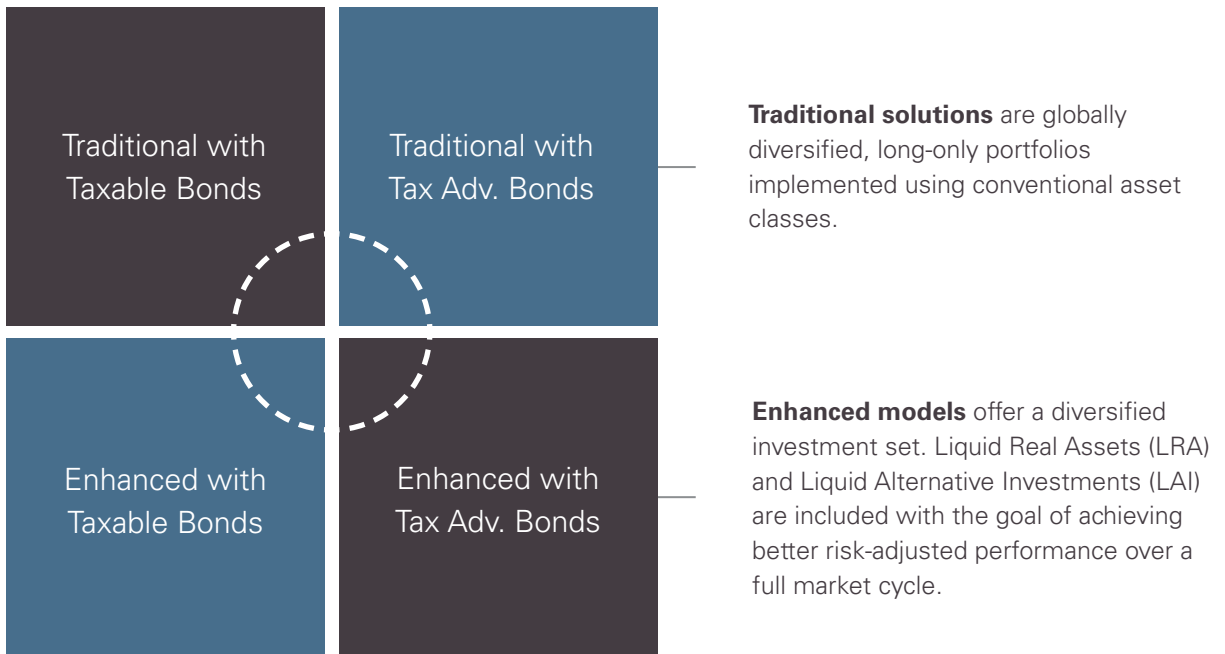 Traditional with
Taxable Bonds
Traditional with
Tax Adv. Bonds
Traditional solutions are globally
diversified, long-only portfolios
implemented using conventional asset
classes.
Enhanced with
Taxable Bonds
Enhanced with
Tax Adv. Bonds
Enhanced models offer a diversified
investment set. Liquid Real Assets (LRA)
and Liquid Alternative Investments (LAI)
are included with the goal of achieving
better risk-adjusted performance over a
full market cycle.